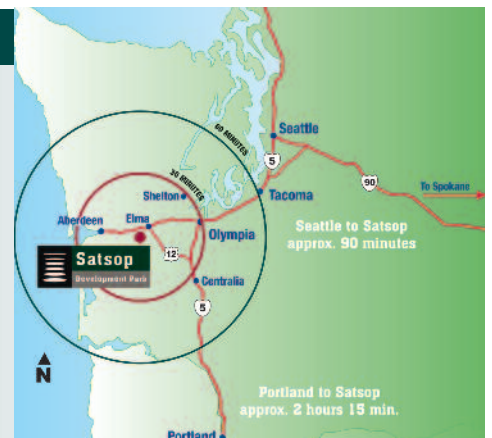 60 MINUTES
Seattle
5
30 MINUTES
90
To Spokane
Shelton
Tacoma
Aberdeen
Elma
Olympia
Seattle to Satsop
approx. 90 minutes
12
Satsop
Development Park
Centralia
5
N
Portland to Satsop
approx. 2 hours 15 min.
Portland